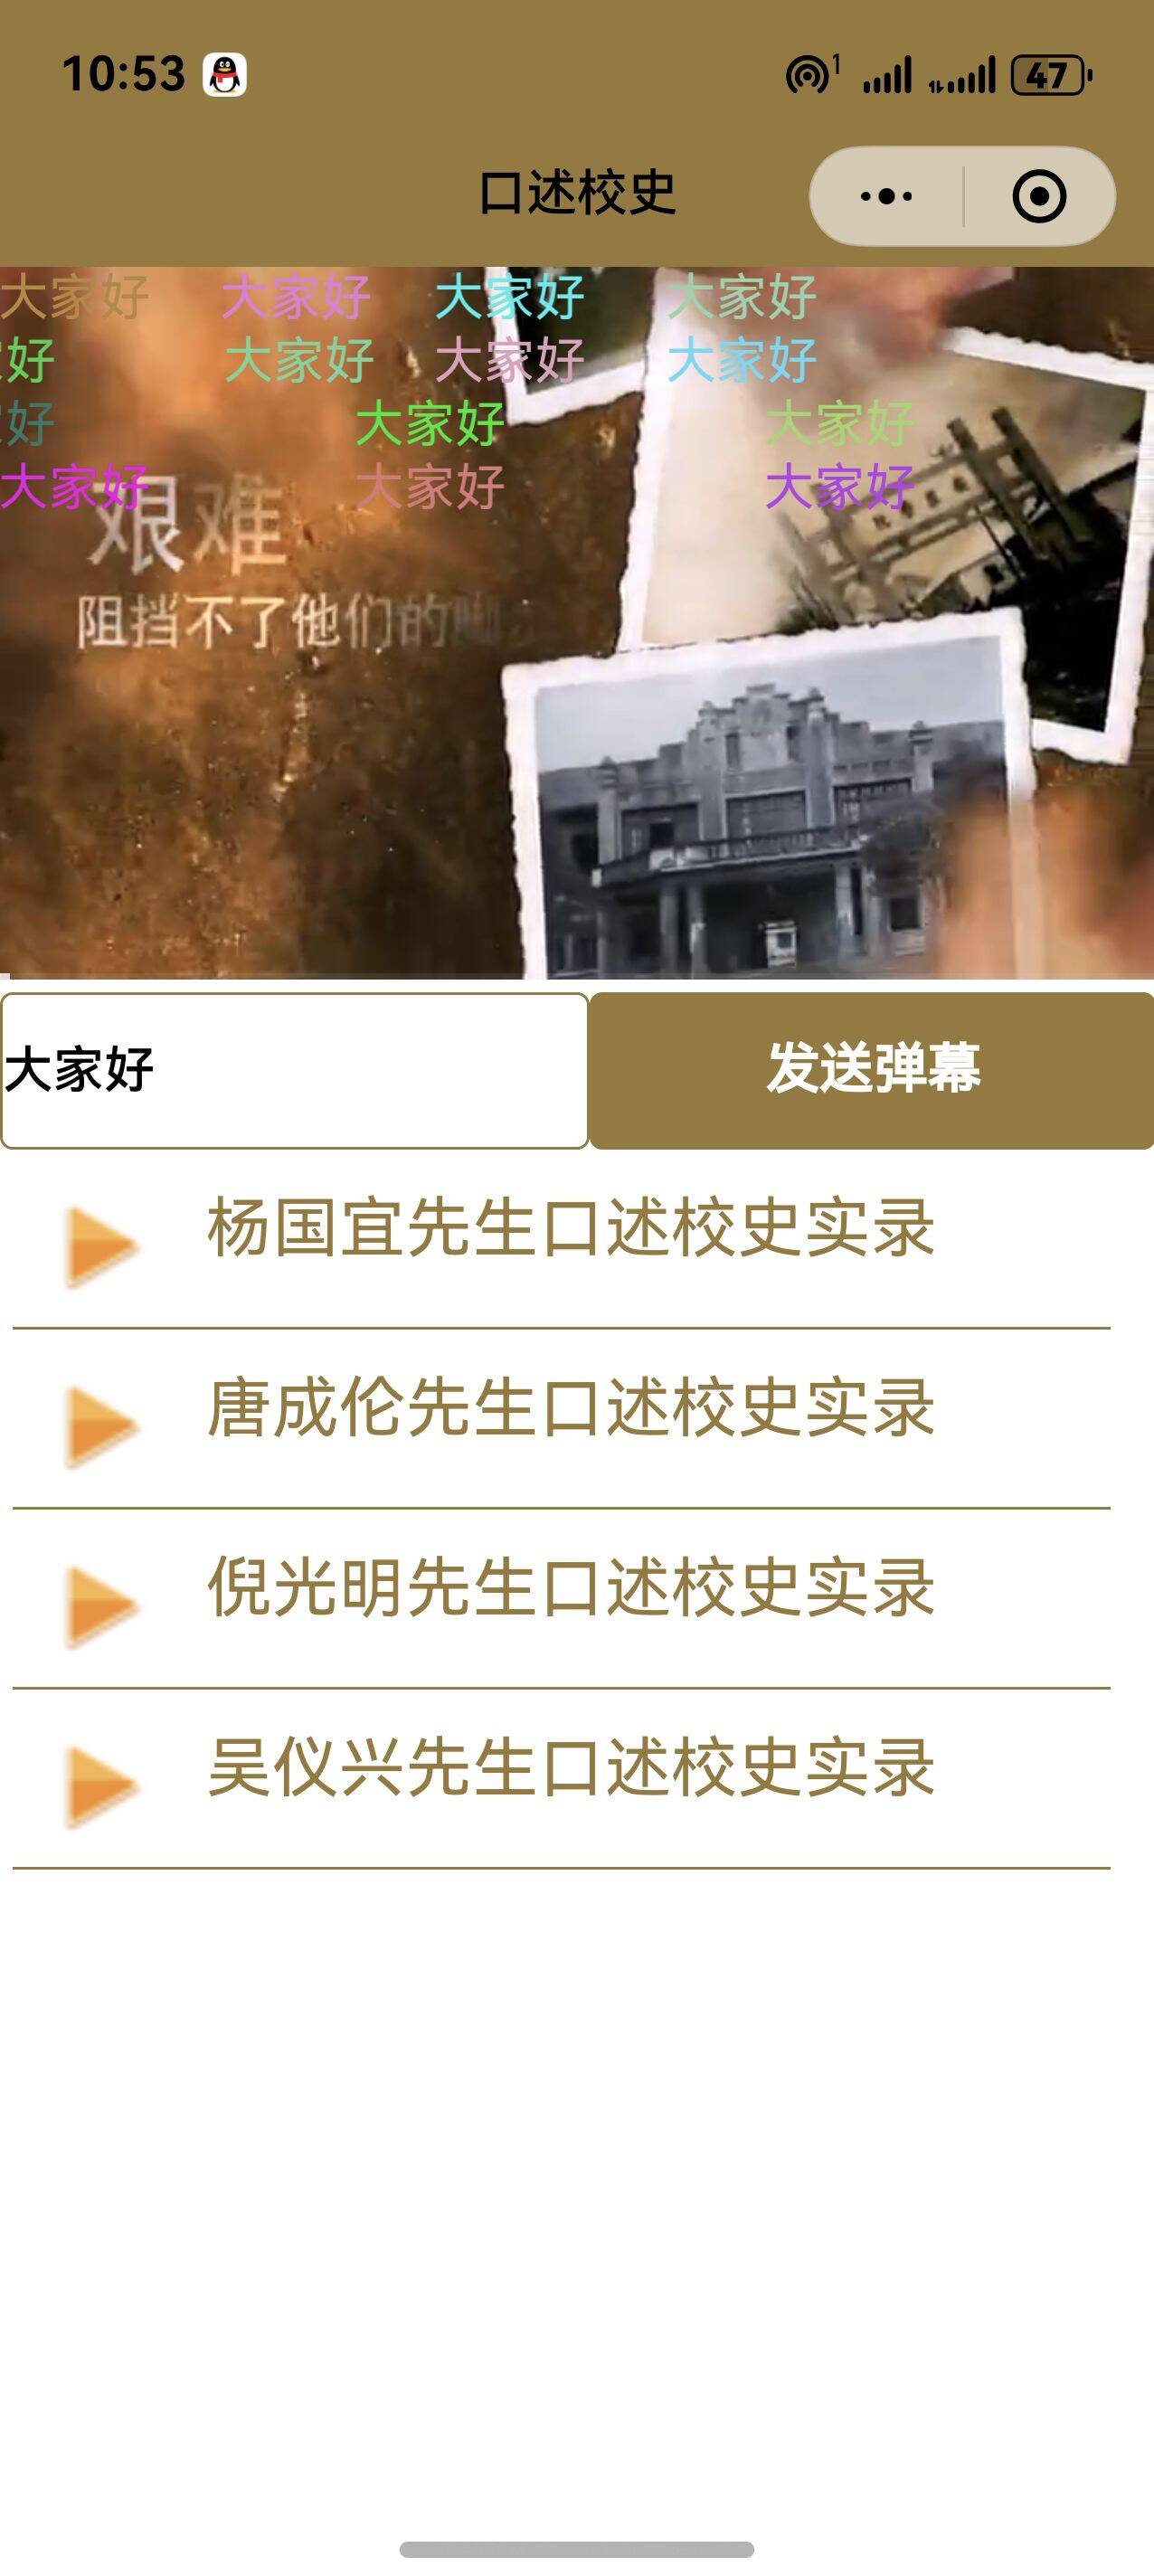 10:53
1
47
口述校史
大家好 大家好 大家好 大家好
好 大家好 大家好 大家好
好 大家好 大家好
大家好 大家好 大家好
艰难
阻挡不了他们的
大家好
发送弹幕
杨国宜先生口述校史实录
唐成伦先生口述校史实录
倪光明先生口述校史实录
吴仪兴先生口述校史实录